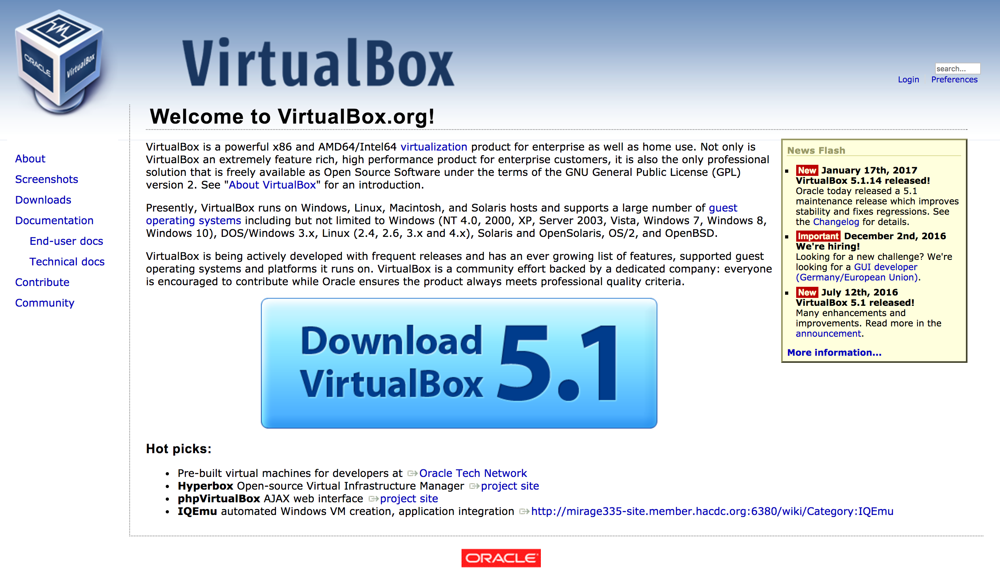 ORACLE
VirtualBox
VirtualBox
search...
Login
Preferences
Welcome to VirtualBox.org!
About
Screenshots
Downloads
Documentation
End-user docs
Technical docs
Contribute
Community
VirtualBox is a powerful x86 and AMD64/Intel64 virtualization product for enterprise as well as home use. Not only is
VirtualBox an extremely feature rich, high performance product for enterprise customers, it is also the only professional
solution that is freely available as Open Source Software under the terms of the GNU General Public License (GPL)
version 2. See "About VirtualBox" for an introduction.
Presently, VirtualBox runs on Windows, Linux, Macintosh, and Solaris hosts and supports a large number of guest
operating systems including but not limited to Windows (NT 4.0, 2000, XP, Server 2003, Vista, Windows 7, Windows 8,
Windows 10), DOS/Windows 3.x, Linux (2.4, 2.6, 3.x and 4.x), Solaris and OpenSolaris, OS/2, and OpenBSD.
VirtualBox is being actively developed with frequent releases and has an ever growing list of features, supported guest
operating systems and platforms it runs on. VirtualBox is a community effort backed by a dedicated company: everyone
is encouraged to contribute while Oracle ensures the product always meets professional quality criteria.
Download
VirtualBox
5.1
News Flash
New January 17th, 2017
VirtualBox 5.1.14 released!
Oracle today released a 5.1
maintenance release which improves
stability and fixes regressions. See
the Changelog for details.
Important December 2nd, 2016
We're hiring!
Looking for a new challenge? We're
looking for a GUI developer
(Germany/European Union).
New July 12th, 2016
VirtualBox 5.1 released!
Many enhancements and
improvements. Read more in the
announcement.
More information...
Hot picks:
Pre-built virtual machines for developers at Oracle Tech Network
Hyperbox Open-source Virtual Infrastructure Manager project site
phpVirtualBox AJAX web interface project site
IQEmu automated Windows VM creation, application integration http://mirage335-site.member.hacdc.org:6380/wiki/Category:IQEmu
ORACLE